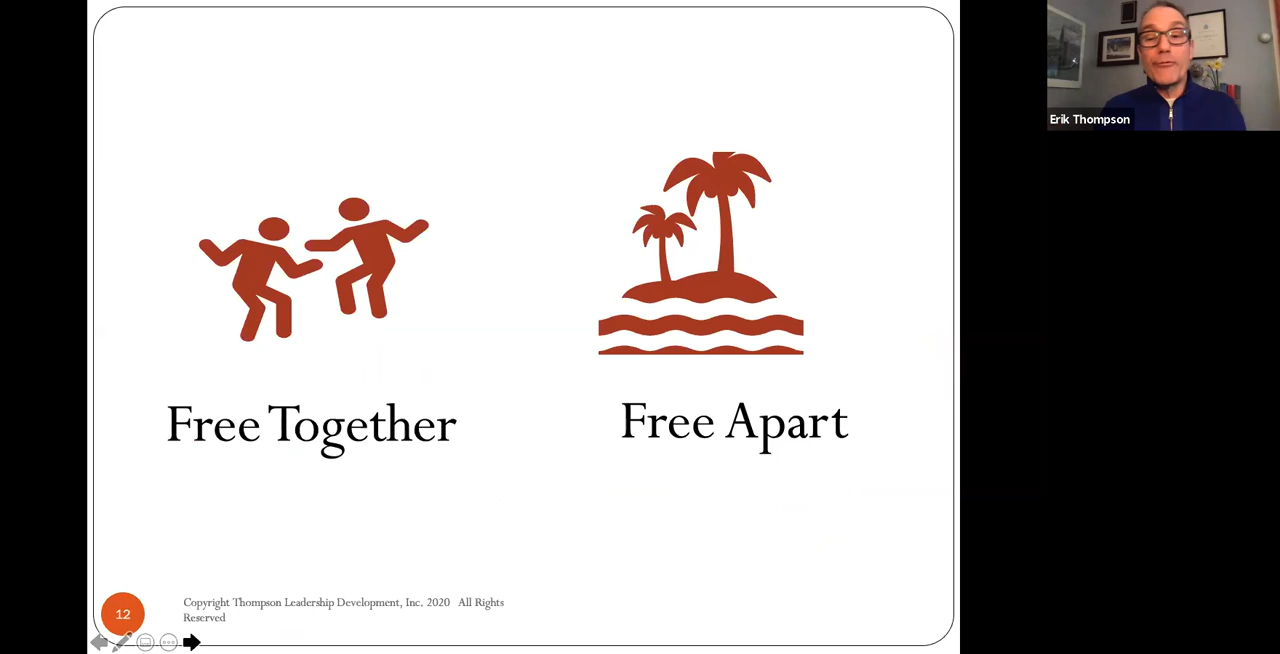 Erik Thompson
Free Together
Free Apart
12
Copyright Thompson Leadership Development, Inc. 2020 All Rights
Reserved